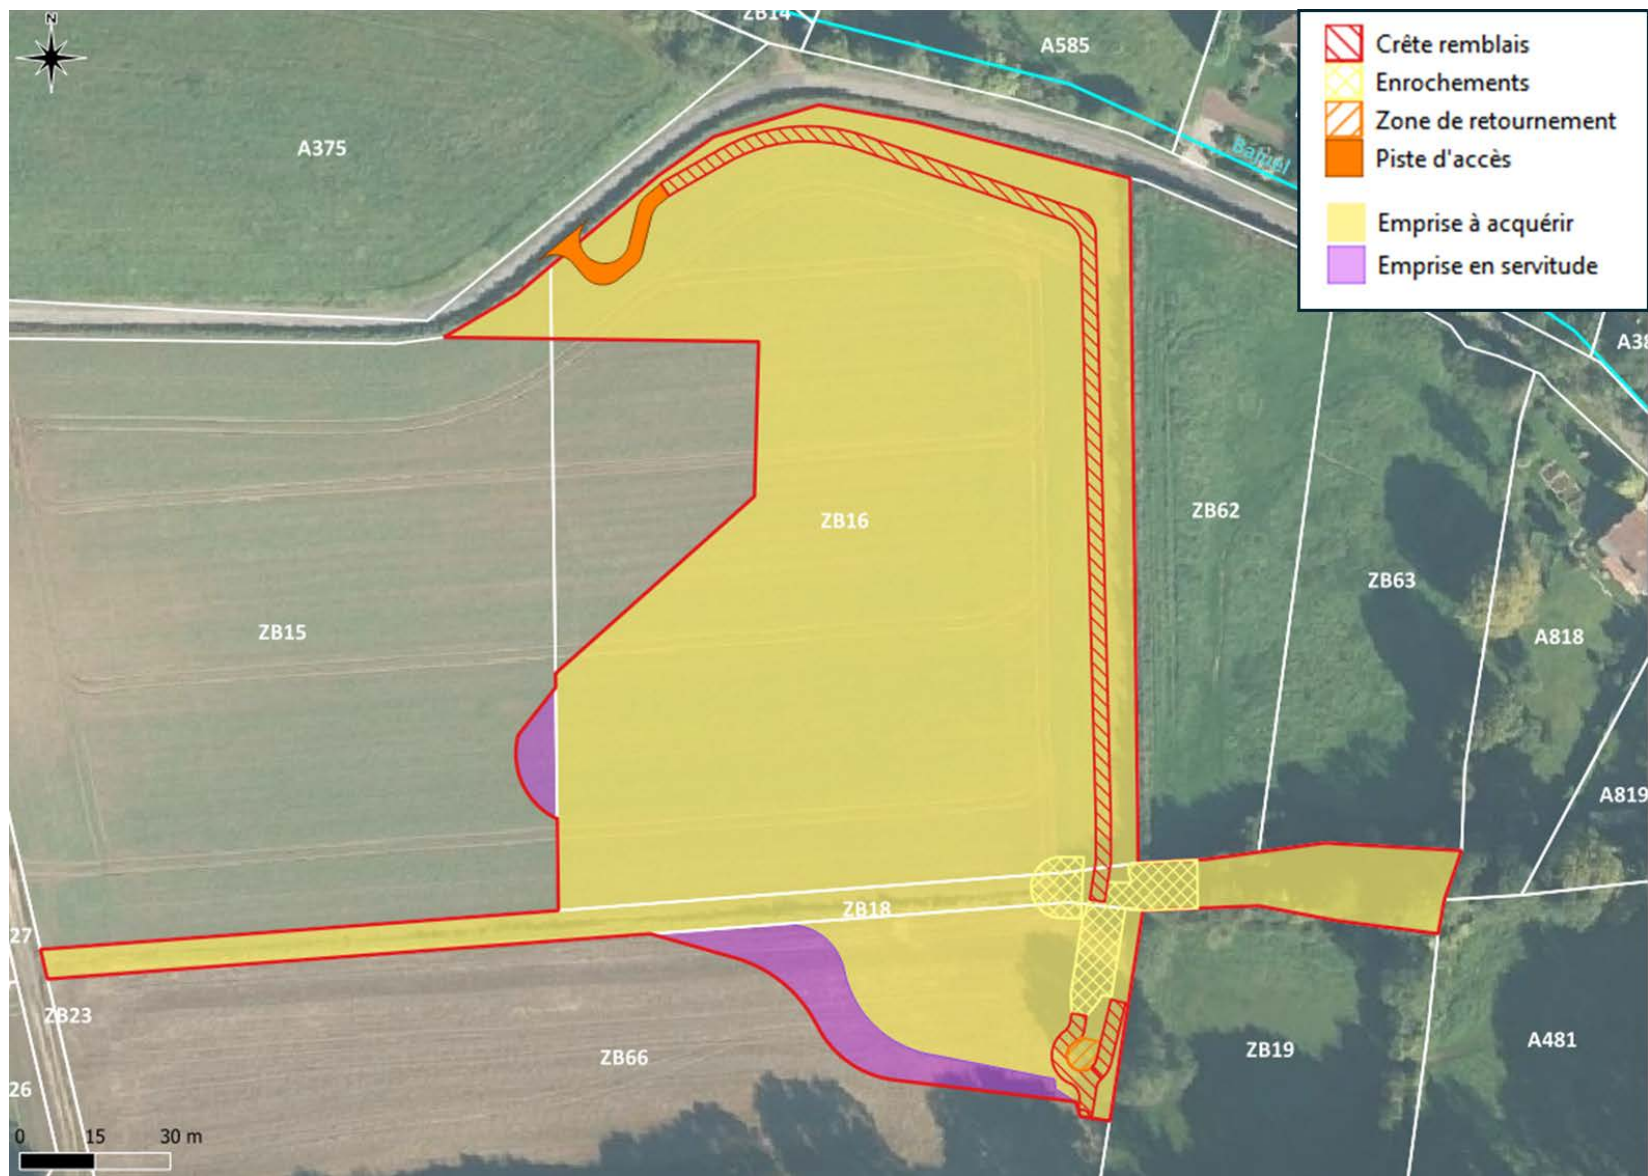 N
ZB14
A585
Crête remblais
Enrochements
Zone de retournement
Piste d'accès
Emprise à acquérir
Emprise en servitude
A375
A38
ZB16
ZB62
ZB63
ZB15
A818
A819
ZB18
27
ZB23
ZB66
ZB19
A481
26
0 15 30 m